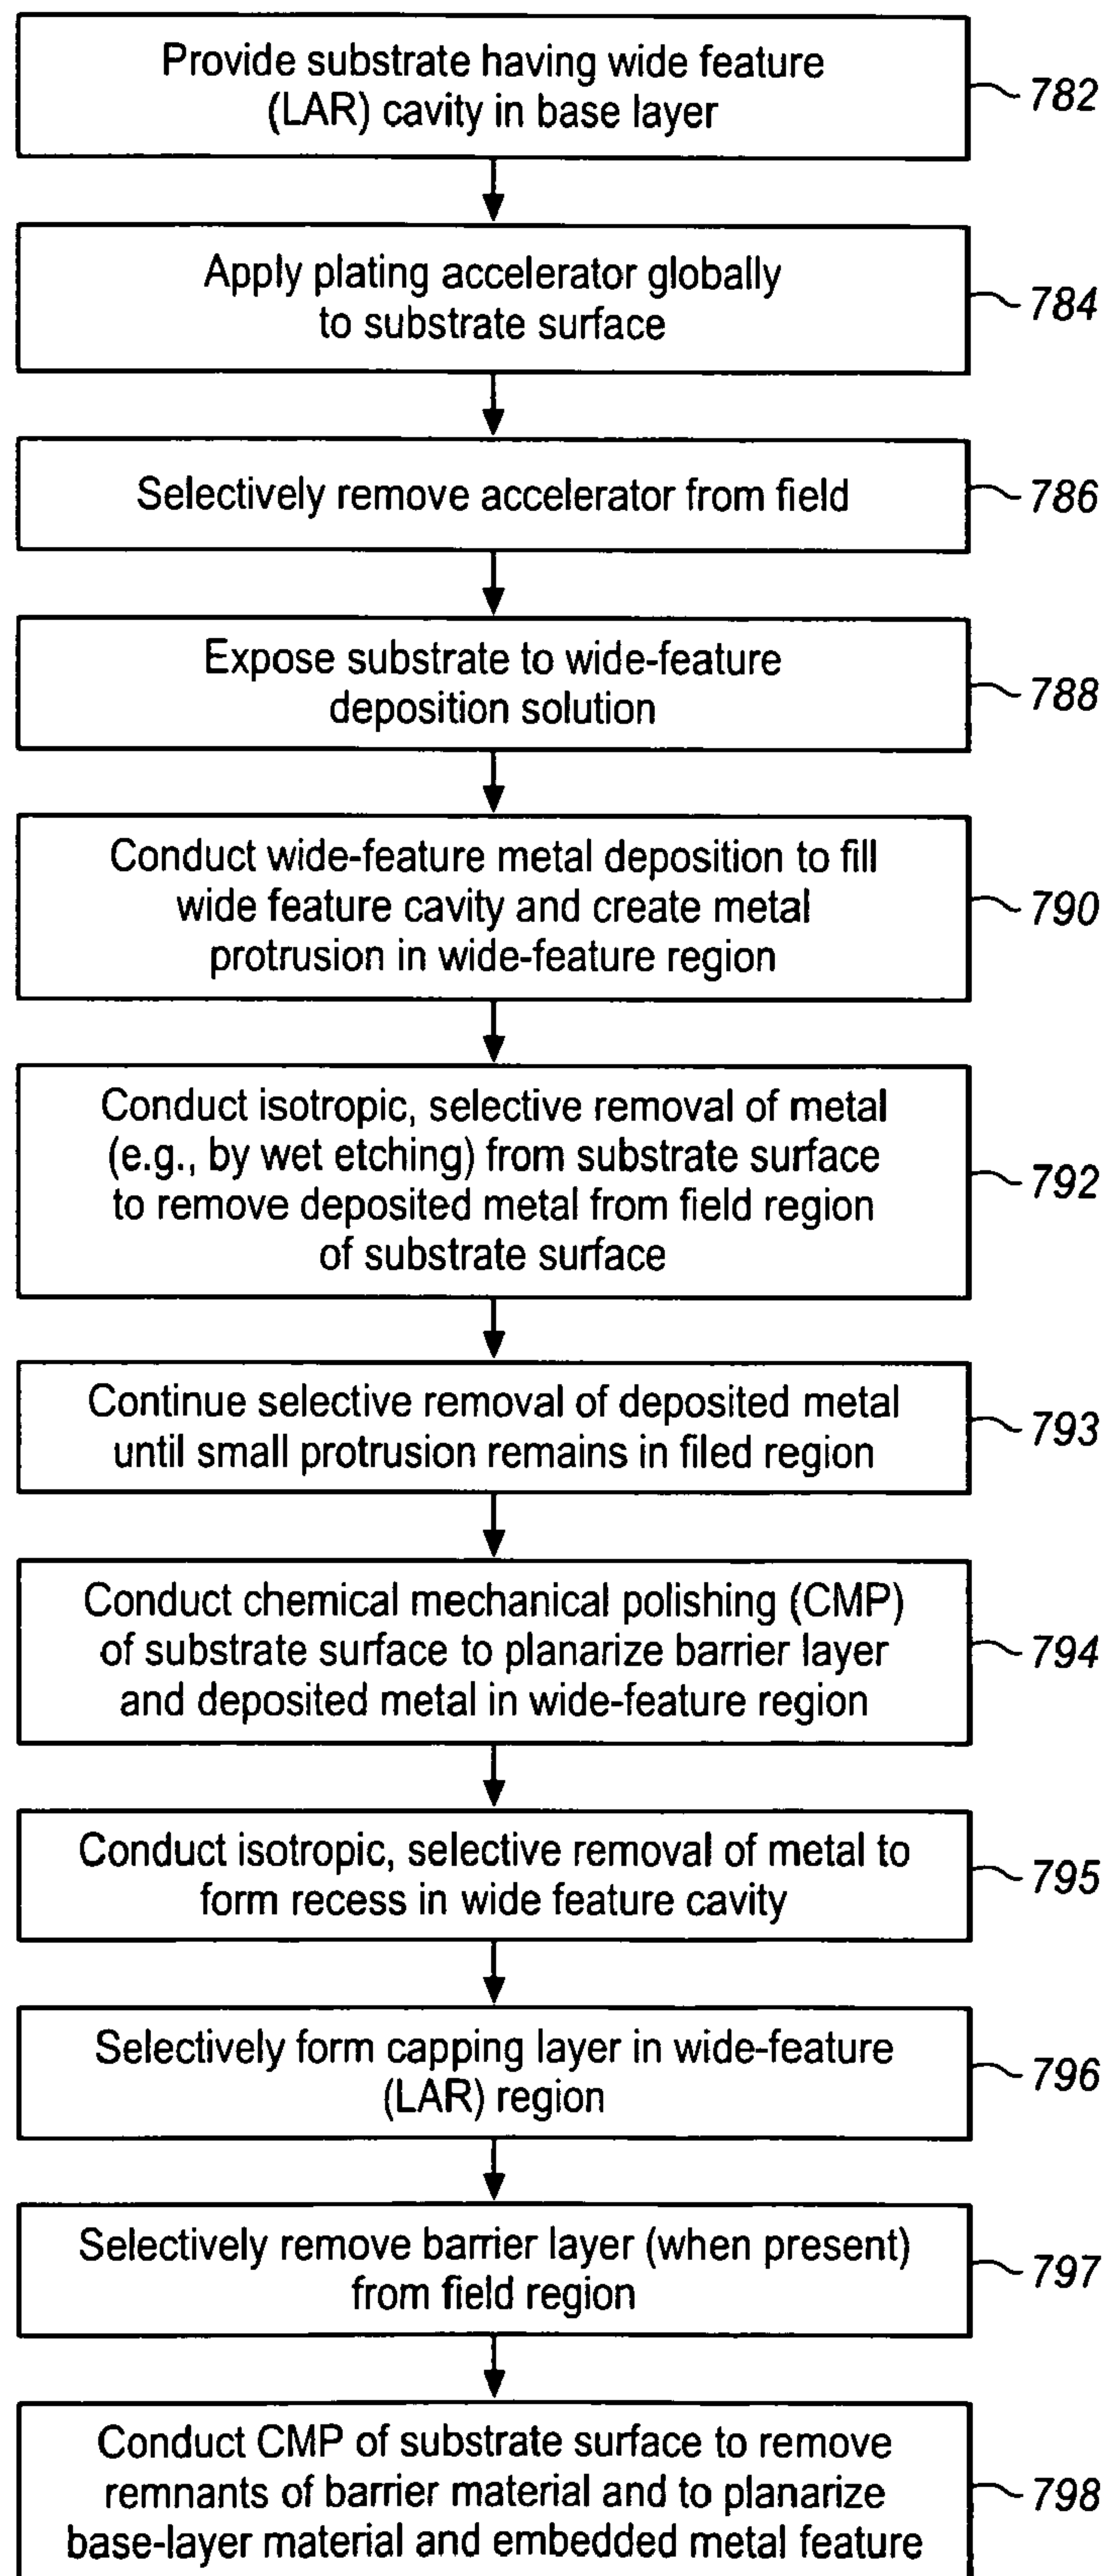 Provide substrate having wide feature
(LAR) cavity in base layer
782
Apply plating accelerator globally
to substrate surface
784
Selectively remove accelerator from field
786
Expose substrate to wide-feature
deposition solution
788
Conduct wide-feature metal deposition to fill
wide feature cavity and create metal
protrusion in wide-feature region
790
Conduct isotropic, selective removal of metal
(e.g., by wet etching) from substrate surface
to remove deposited metal from field region
of substrate surface
792
Continue selective removal of deposited metal
until small protrusion remains in filed region
793
Conduct chemical mechanical polishing (CMP)
of substrate surface to planarize barrier layer
and deposited metal in wide-feature region
794
Conduct isotropic, selective removal of metal to
form recess in wide feature cavity
795
Selectively form capping layer in wide-feature
(LAR) region
796
Selectively remove barrier layer (when present)
from field region
797
Conduct CMP of substrate surface to remove
remnants of barrier material and to planarize
base-layer material and embedded metal feature
798